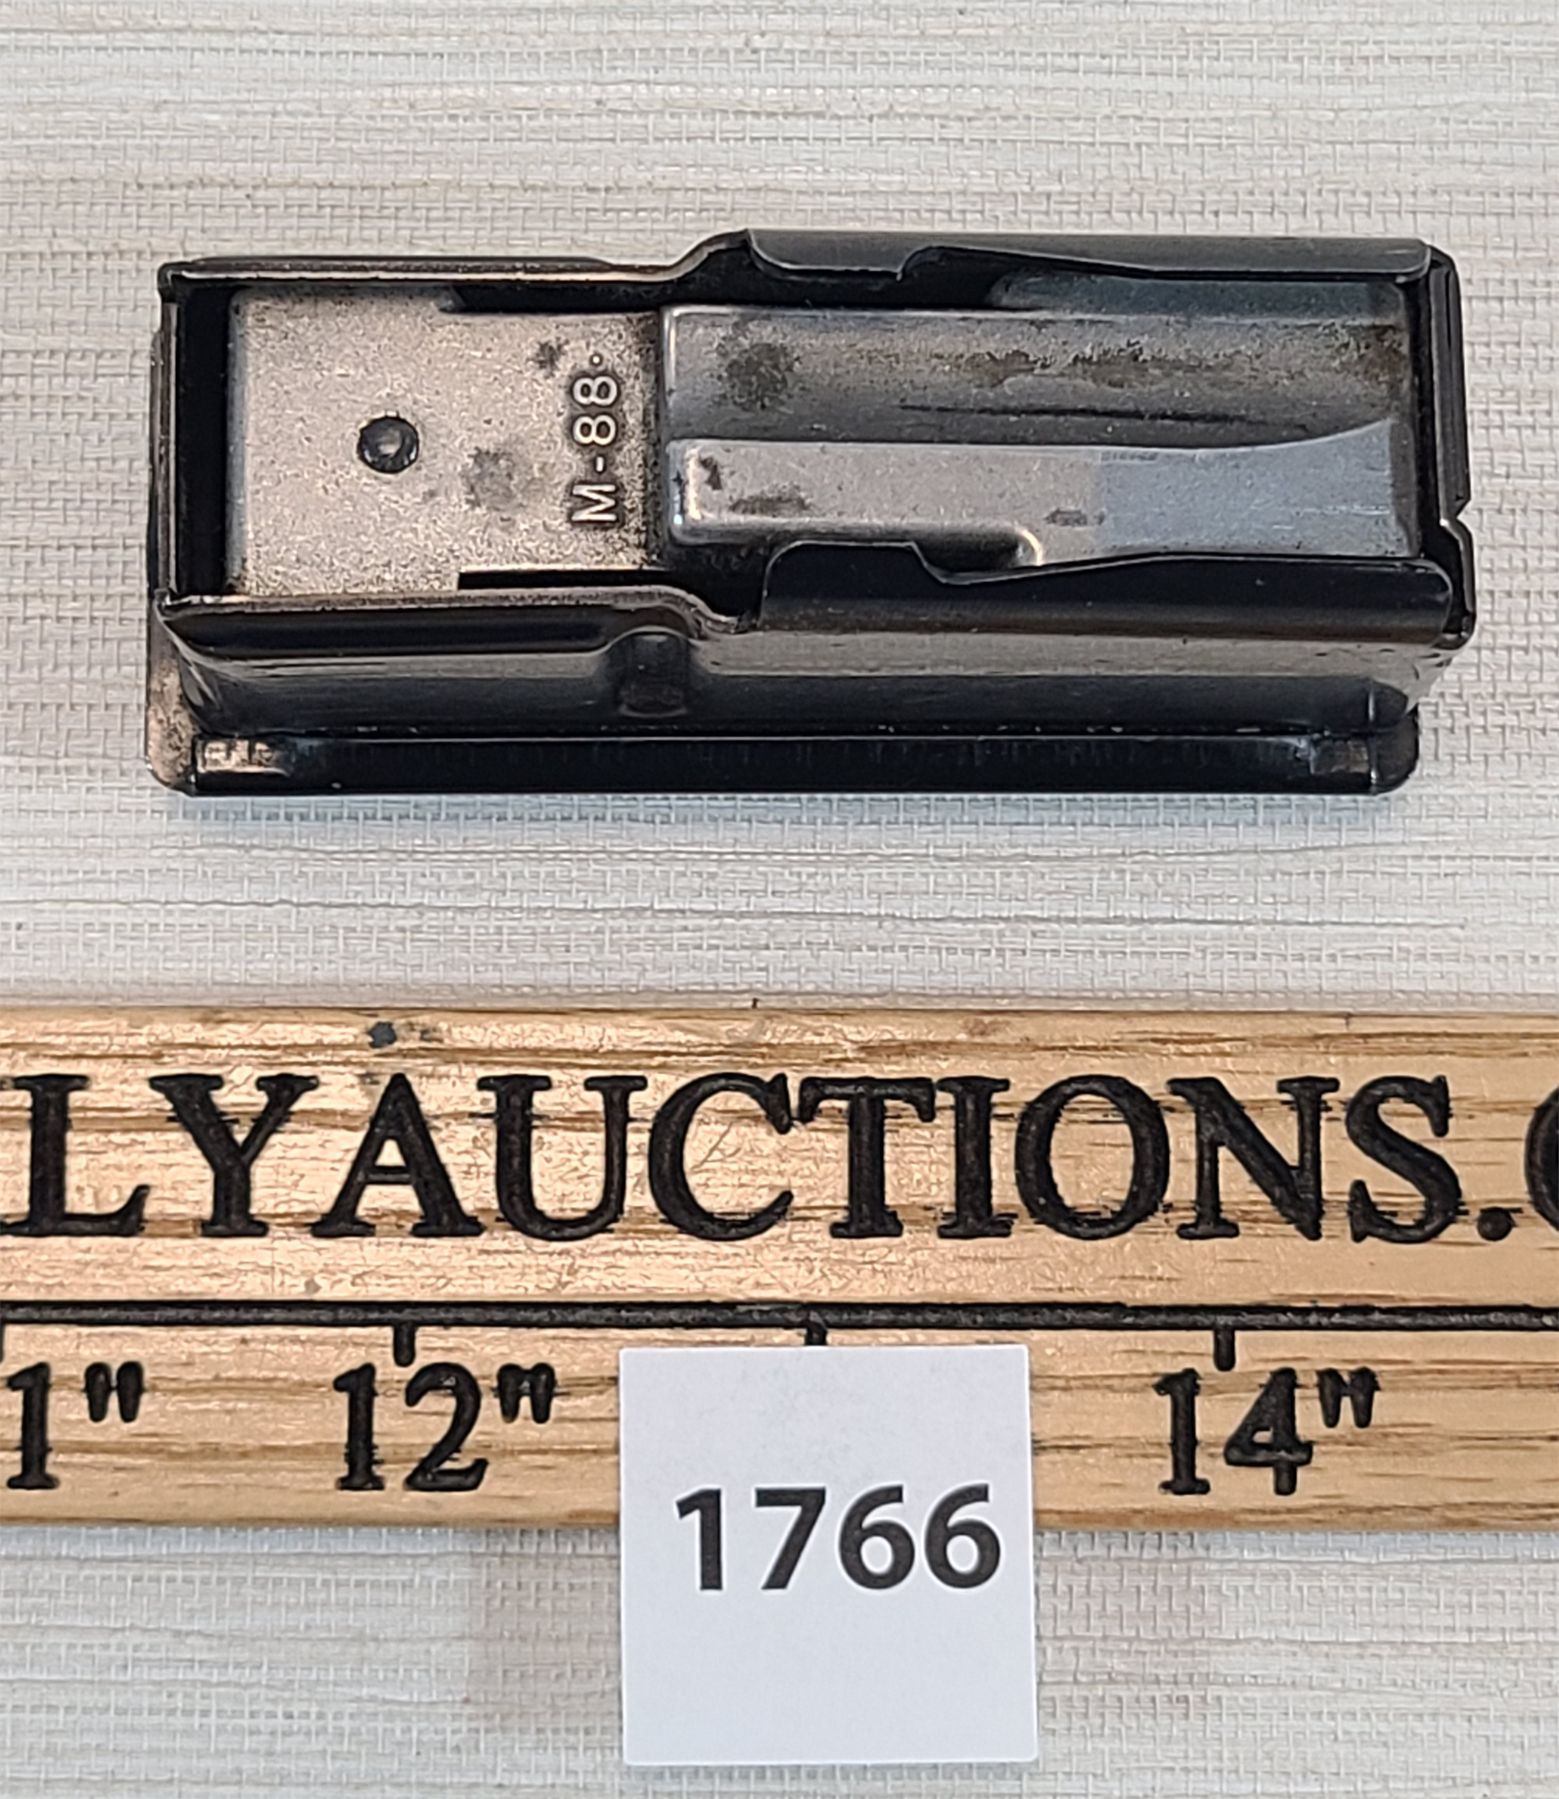 M-88.
LYAUCTIONS.
1" 12" 14"
1766